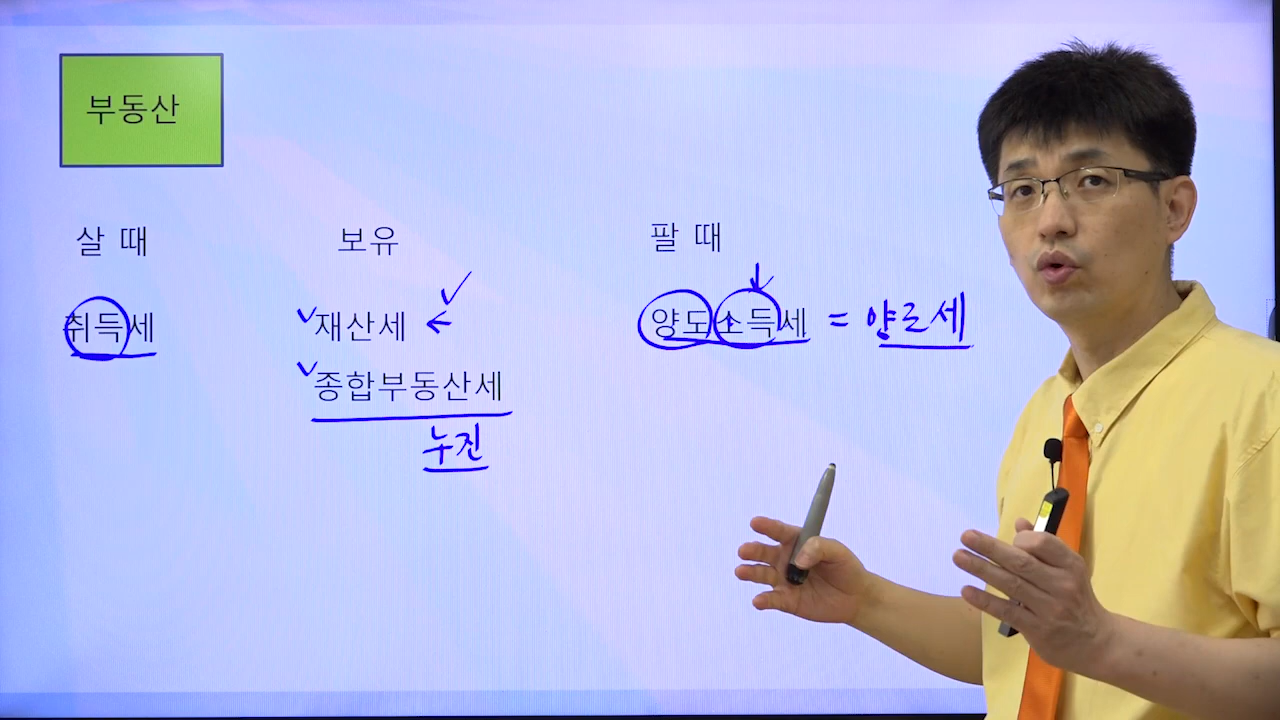 부동산
살 때 보유 팔 때
취득세 재산세 양도소득세 = 양도세
종합부동산세
누진